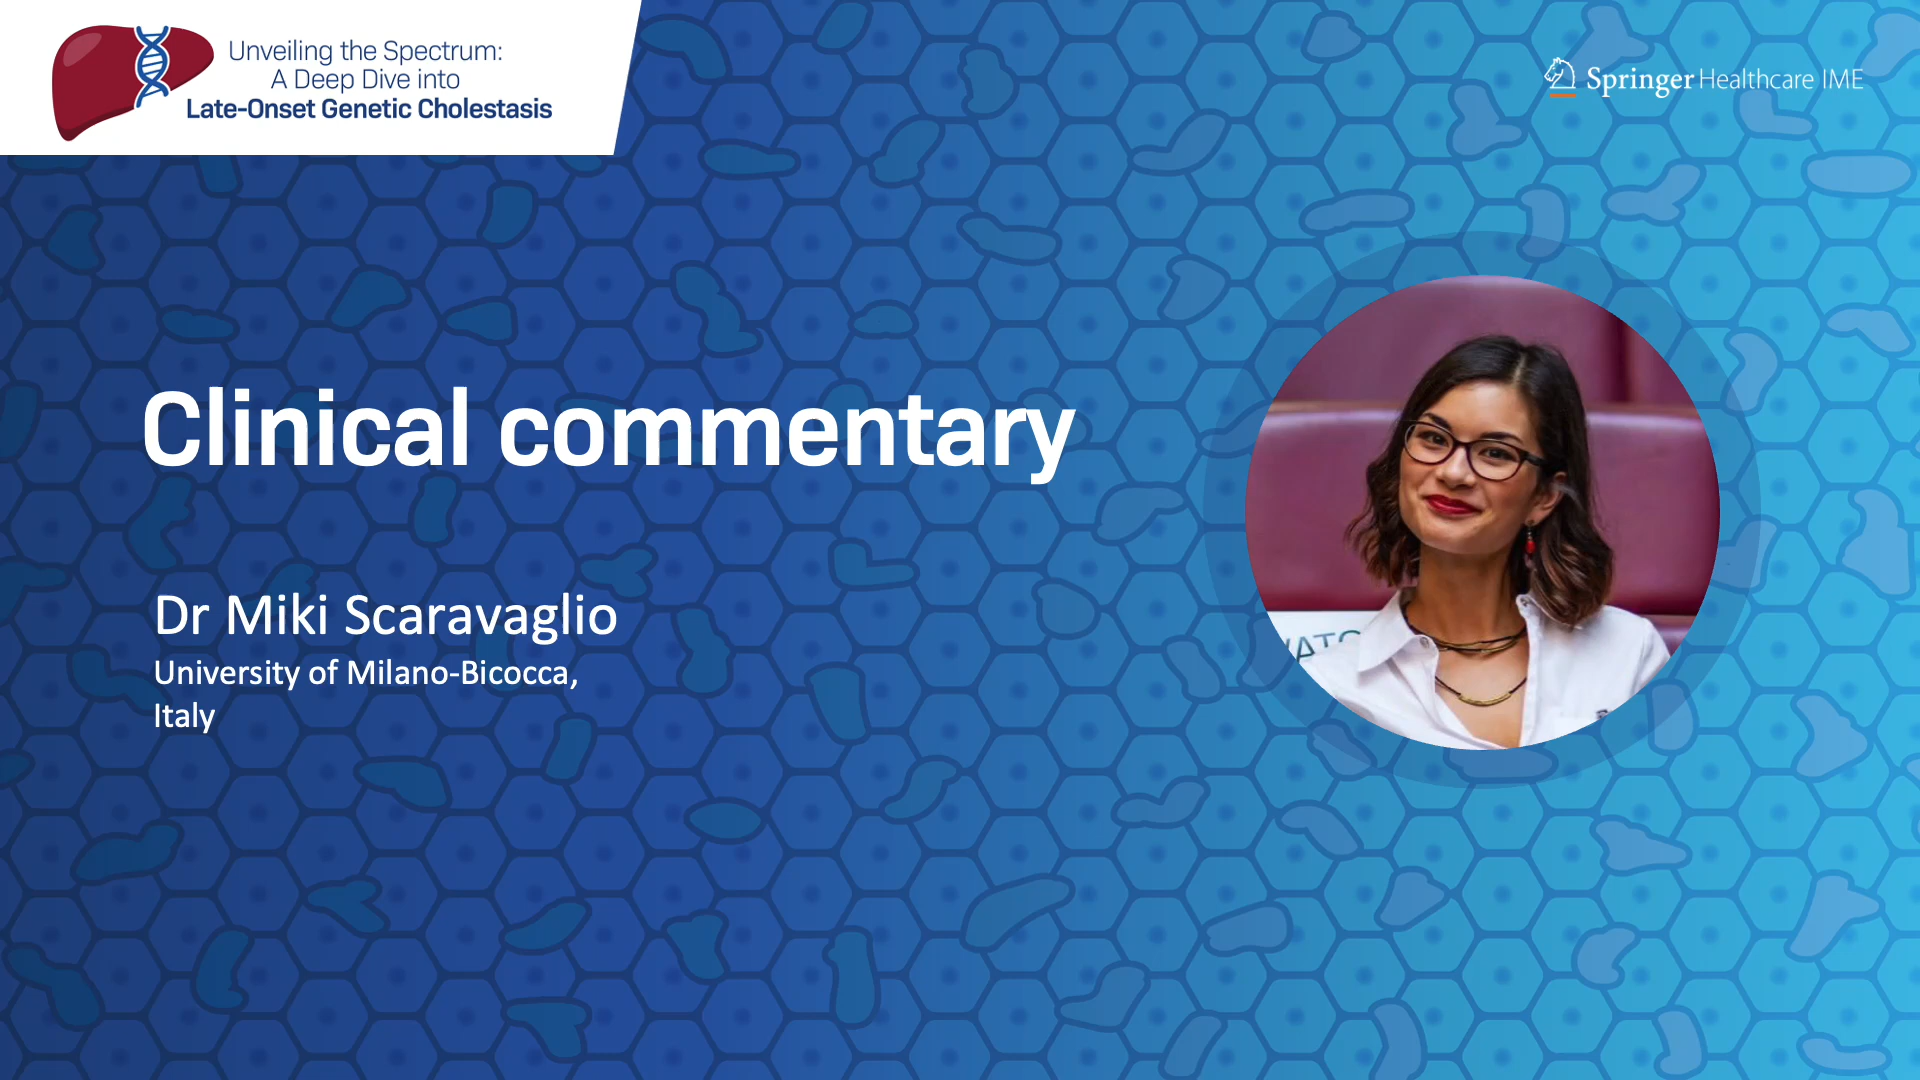 Unveiling the Spectrum:
A Deep Dive into
Late-Onset Genetic Cholestasis
Springer Healthcare IME
Clinical commentary
Dr Miki Scaravaglio
University of Milano-Bicocca,
Italy